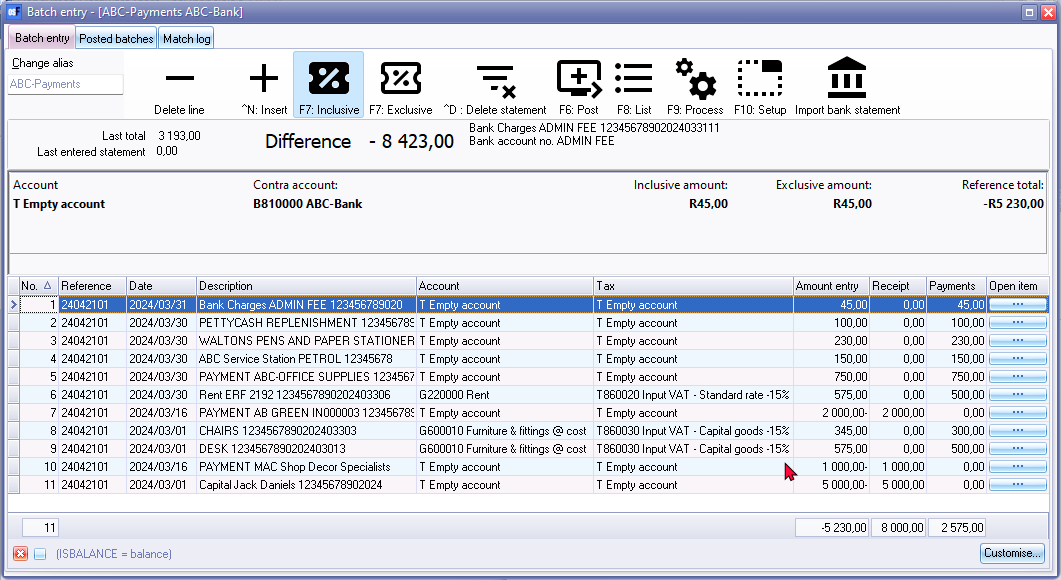 Batch entry - [ABC-Payments ABC-Bank]
Batch entry Posted batches Match log
Change alias
ABC-Payments
Delete line ^N: Insert F7: Inclusive F7: Exclusive ^D : Delete statement F6: Post F8: List F9: Process F10: Setup Import bank statement
Last total 3 193,00
Last entered statement 0,00
Difference - 8 423,00
Bank Charges ADMIN FEE 12345678902024033111
Bank account no. ADMIN FEE
Account Contra account: Inclusive amount: Exclusive amount: Reference total:
T Empty account B810000 ABC-Bank R45,00 R45,00 -R5 230,00
No. Reference Date Description Account Tax Amount entry Receipt Payments Open item
1 24042101 2024/03/31 Bank Charges ADMIN FEE 123456789020 T Empty account T Empty account 45,00 0,00 45,00 ...
2 24042101 2024/03/30 PETTYCASH REPLENISHMENT 123456789 T Empty account T Empty account 100,00 0,00 100,00 ...
3 24042101 2024/03/30 WALTONS PENS AND PAPER STATIONER T Empty account T Empty account 230,00 0,00 230,00 ...
4 24042101 2024/03/30 ABC Service Station PETROL 12345678 T Empty account T Empty account 150,00 0,00 150,00 ...
5 24042101 2024/03/30 PAYMENT ABC-OFFICE SUPPLIES 1234567 T Empty account T Empty account 750,00 0,00 750,00 ...
6 24042101 2024/03/30 Rent ERF 2192 1234567890202403306 G220000 Rent T860020 Input VAT - Standard rate -15% 575,00 0,00 500,00 ...
7 24042101 2024/03/16 PAYMENT AB GREEN IN000003 123456789 T Empty account T Empty account 2 000,00- 2 000,00 0,00 ...
8 24042101 2024/03/01 CHAIRS 1234567890202403303 G600010 Furniture & fittings @ cost T860030 Input VAT - Capital goods -15% 345,00 0,00 300,00 ...
9 24042101 2024/03/01 DESK 1234567890202403013 G600010 Furniture & fittings @ cost T860030 Input VAT - Capital goods -15% 575,00 0,00 500,00 ...
10 24042101 2024/03/16 PAYMENT MAC Shop Decor Specialists T Empty account T Empty account 1 000,00- 1 000,00 0,00 ...
11 24042101 2024/03/01 Capital Jack Daniels 12345678902024 T Empty account T Empty account 5 000,00- 5 000,00 0,00 ...
11 -5 230,00 8 000,00 2 575,00
(ISBALANCE = balance) Customise...